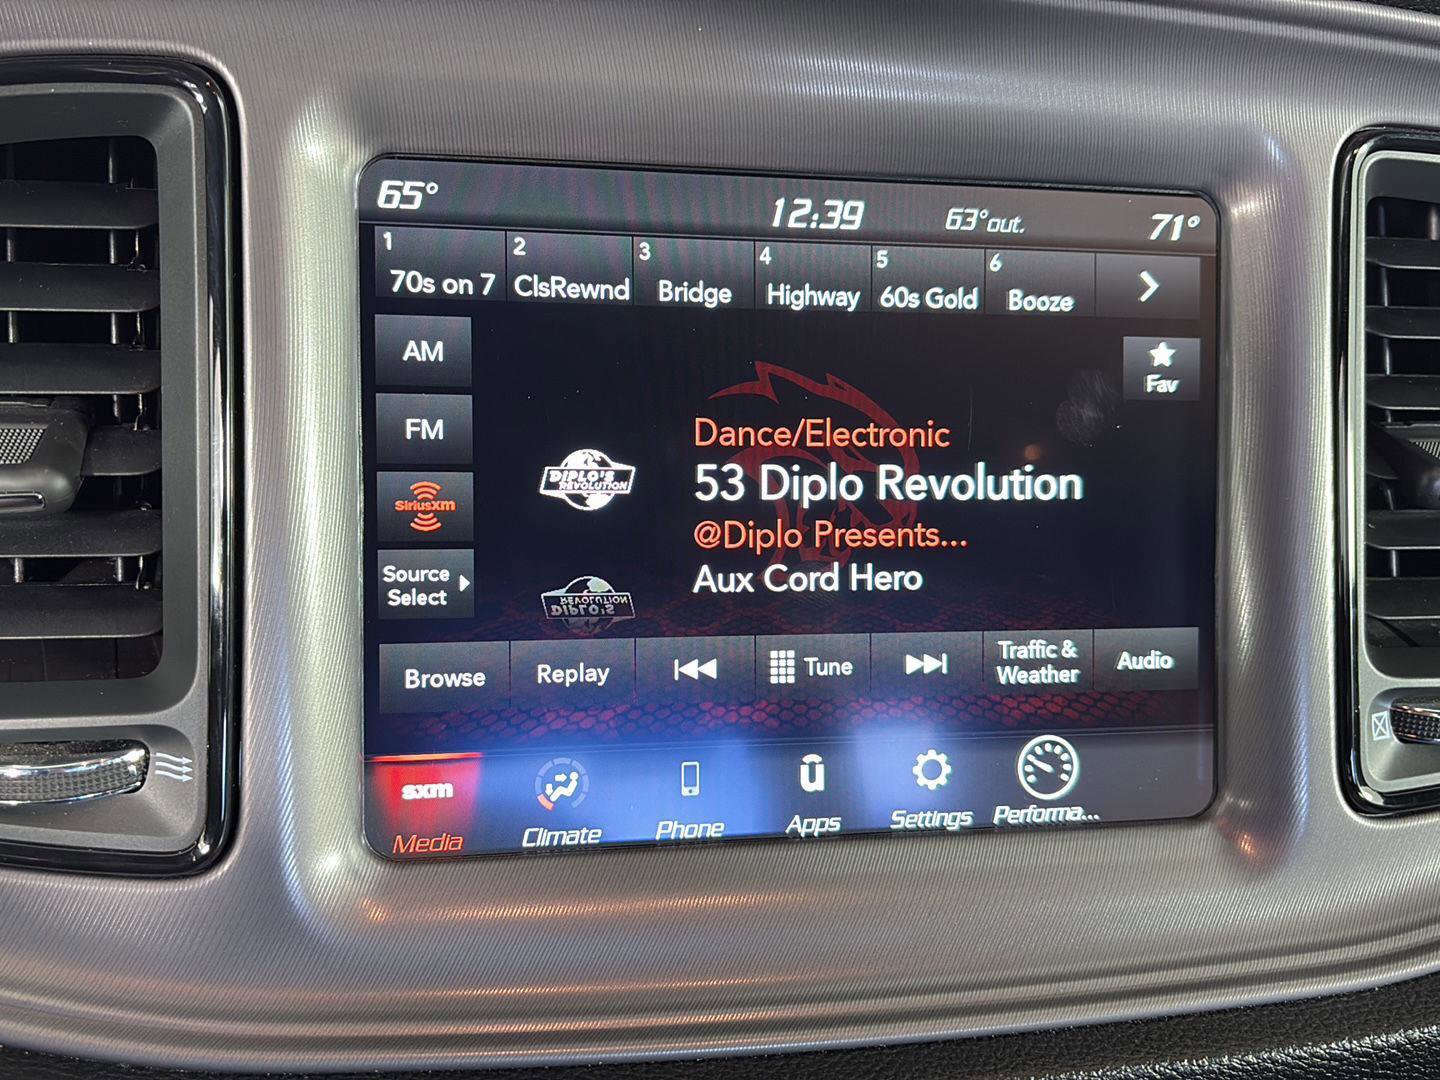 65°
12:39
63°out.
71°
1
70s on 7
2
ClsRewnd
3
Bridge
4
Highway
5
60s Gold
6
Booze
AM
FM
SiriusXM
Source
Select
Fav
DIPLO'S
REVOLUTION
Dance/Electronic
53 Diplo Revolution
@Diplo Presents...
Aux Cord Hero
Browse
Replay
Tune
Traffic &
Weather
Audio
sxm
Media
Climate
Phone
û
Apps
Settings
Performa...